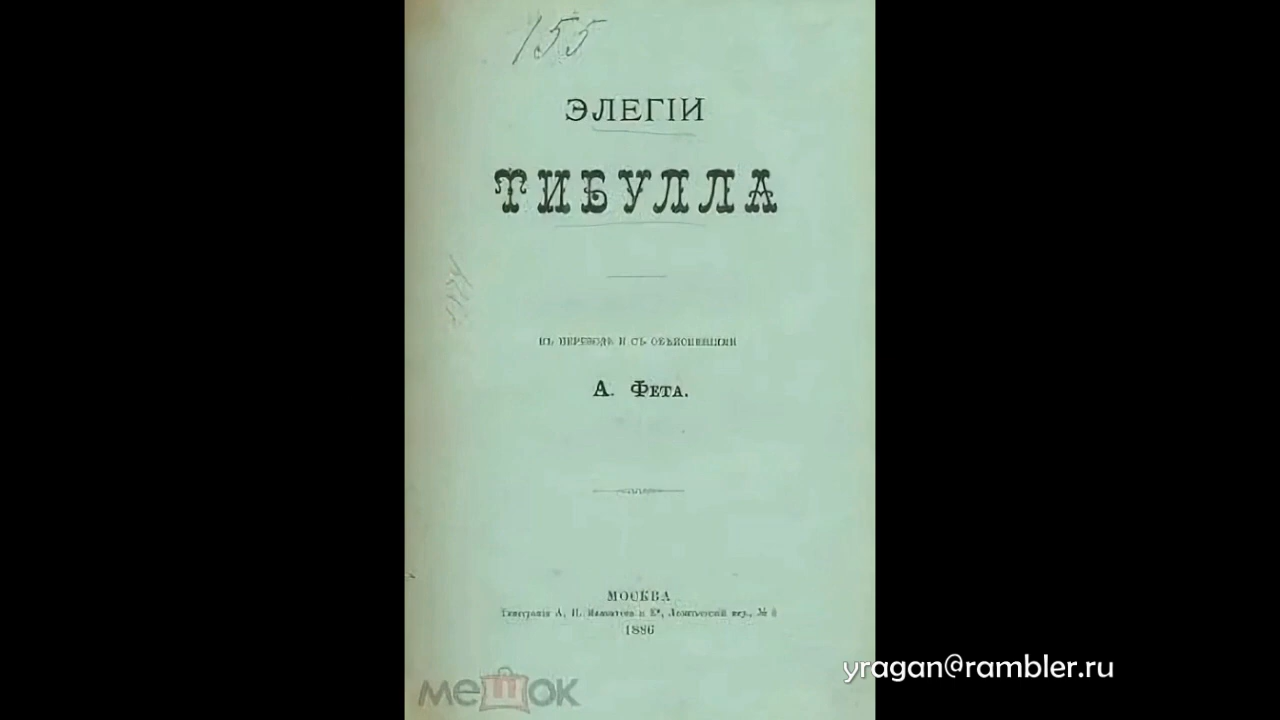 155
ЭЛЕГІИ
ТИБУЛЛА
ВЪ ПЕРЕВОДѢ И СЪ ОБЪЯСНЕНІЯМИ
А. ФЕТА.
МОСКВА
Типографія А. И. Мамонтова и Кº, Леонтьевскій пер., №
1886
мешок
yragan@rambler.ru